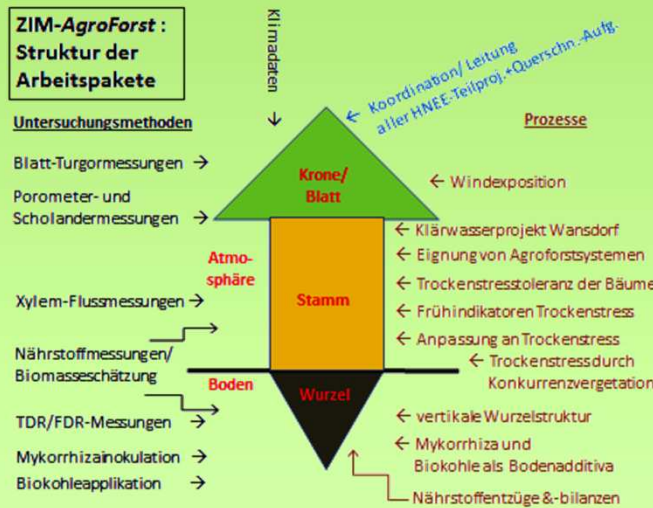 ZIM-AgroForst :
Struktur der
Arbeitspakete
Klimadaten
Koordination/ Leitung
aller HNEE-Teilproj.+Querschn.-Aufg.
Untersuchungsmethoden
Prozesse
Blatt-Turgormessungen →
Porometer- und
Scholandermessungen →
Xylem-Flussmessungen →
Nährstoffmessungen/
Biomasseschätzung
TDR/FDR-Messungen →
Mykorrhizainokulation →
Biokohleapplikation →
Krone/
Blatt
Atmo-
sphäre
Stamm
Boden
Wurzel
← Windexposition
← Klärwasserprojekt Wansdorf
← Eignung von Agroforstsystemen
← Trockenstresstoleranz der Bäume
← Frühindikatoren Trockenstress
← Anpassung an Trockenstress
← Trockenstress durch
Konkurrenzvegetation
← vertikale Wurzelstruktur
← Mykorrhiza und
Biokohle als Bodenadditiva
Nährstoffentzüge &-bilanzen